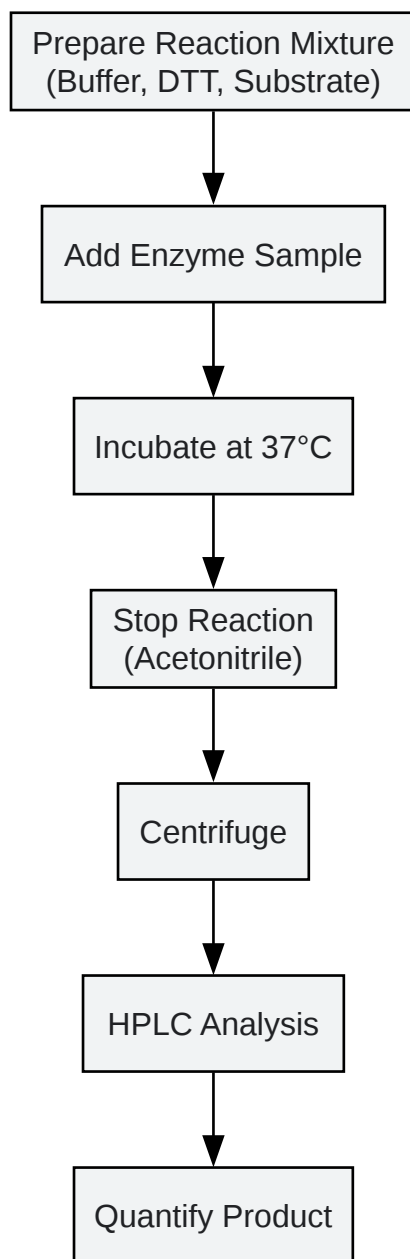 Prepare Reaction Mixture
(Buffer, DTT, Substrate)
Add Enzyme Sample
Incubate at 37°C
Stop Reaction
(Acetonitrile)
Centrifuge
HPLC Analysis
Quantify Product